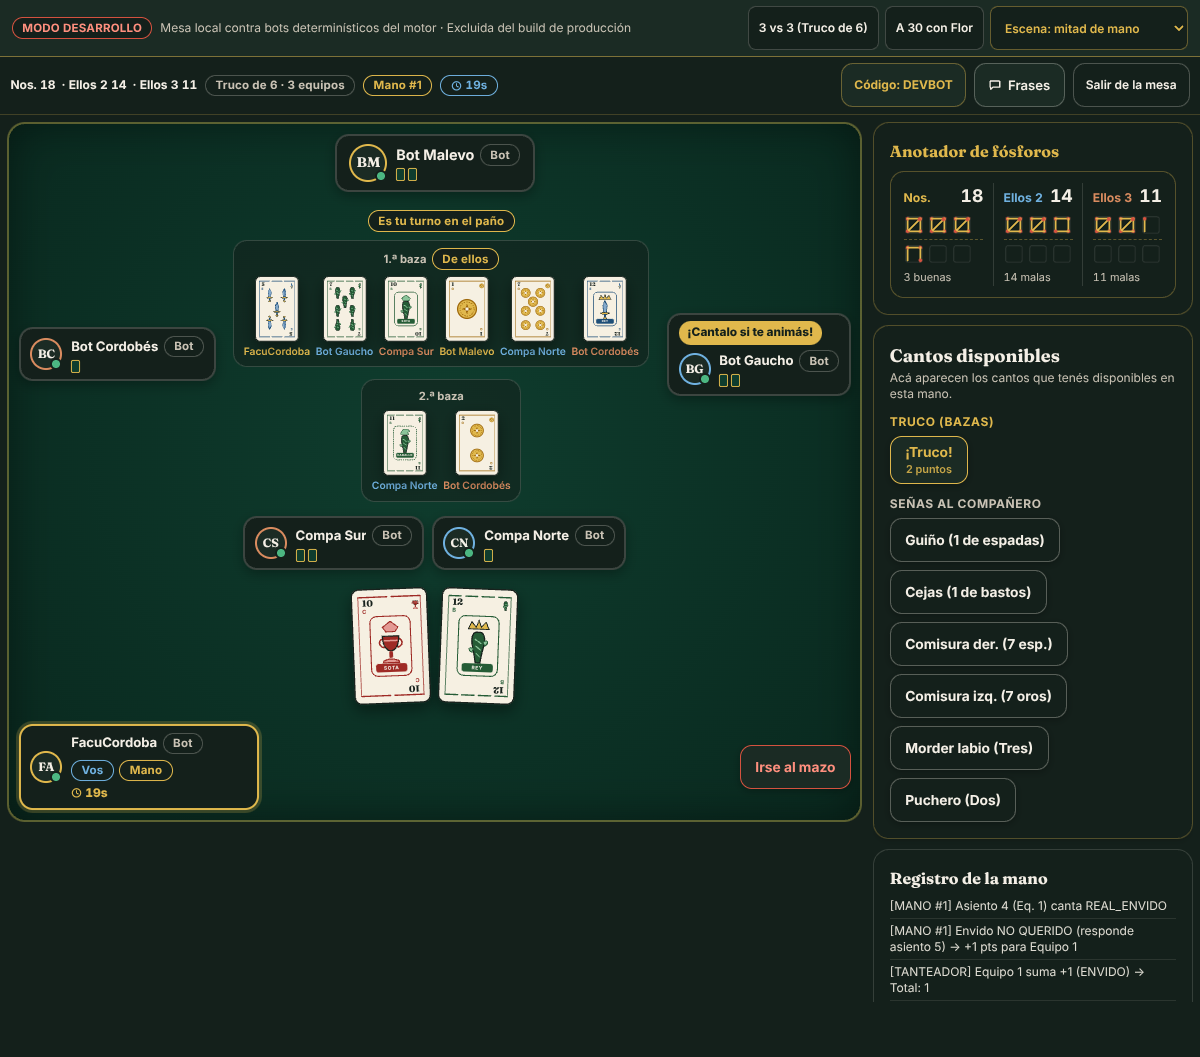 MODO DESARROLLO Mesa local contra bots determinísticos del motor · Excluida del build de producción 3 vs 3 (Truco de 6) A 30 con Flor Escena: mitad de mano
Nos. 18 · Ellos 2 14 · Ellos 3 11 Truco de 6 · 3 equipos Mano #1 19s Código: DEVBOT Frases Salir de la mesa
BM Bot Malevo Bot
Es tu turno en el paño
1.ª baza De ellos
FacuCordoba Bot Gaucho Compa Sur Bot Malevo Compa Norte Bot Cordobés
BC Bot Cordobés Bot
¡Cantalo si te animás!
BG Bot Gaucho Bot
2.ª baza
Compa Norte Bot Cordobés
CS Compa Sur Bot
CN Compa Norte Bot
10 C SOTA 10 C
12 B REY 12 B
FacuCordoba Bot
FA Vos Mano
19s
Irse al mazo
Anotador de fósforos
Nos. 18 Ellos 2 14 Ellos 3 11
3 buenas 14 malas 11 malas
Cantos disponibles
Acá aparecen los cantos que tenés disponibles en
esta mano.
TRUCO (BAZAS)
¡Truco!
2 puntos
SEÑAS AL COMPAÑERO
Guiño (1 de espadas)
Cejas (1 de bastos)
Comisura der. (7 esp.)
Comisura izq. (7 oros)
Morder labio (Tres)
Puchero (Dos)
Registro de la mano
[MANO #1] Asiento 4 (Eq. 1) canta REAL_ENVIDO
[MANO #1] Envido NO QUERIDO (responde
asiento 5) → +1 pts para Equipo 1
[TANTEADOR] Equipo 1 suma +1 (ENVIDO) →
Total: 1